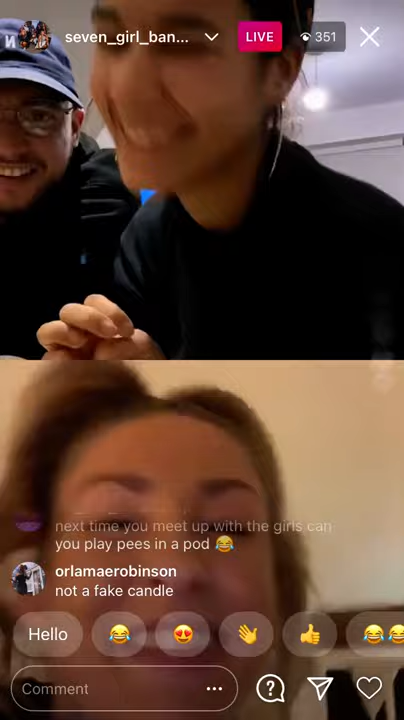 seven_girl_ban...
LIVE
351
next time you meet up with the girls can
you play pees in a pod 😂
orlamaerobinson
not a fake candle
Hello
Comment